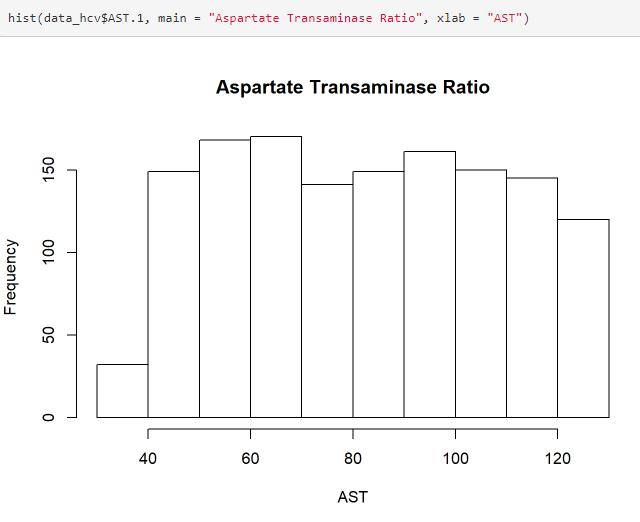 hist(data_hcv$AST.1, main = "Aspartate Transaminase Ratio", xlab = "AST")
Aspartate Transaminase Ratio
Frequency
150
100
50
0
40 60 80 100 120
AST